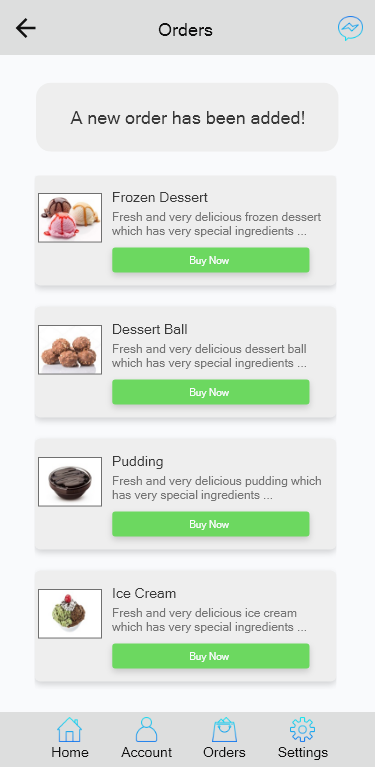 Orders
A new order has been added!
Frozen Dessert
Fresh and very delicious frozen dessert
which has very special ingredients ...
Buy Now
Dessert Ball
Fresh and very delicious dessert ball
which has very special ingredients ...
Buy Now
Pudding
Fresh and very delicious pudding which
has very special ingredients ...
Buy Now
Ice Cream
Fresh and very delicious ice cream
which has very special ingredients ...
Buy Now
Home Account Orders Settings